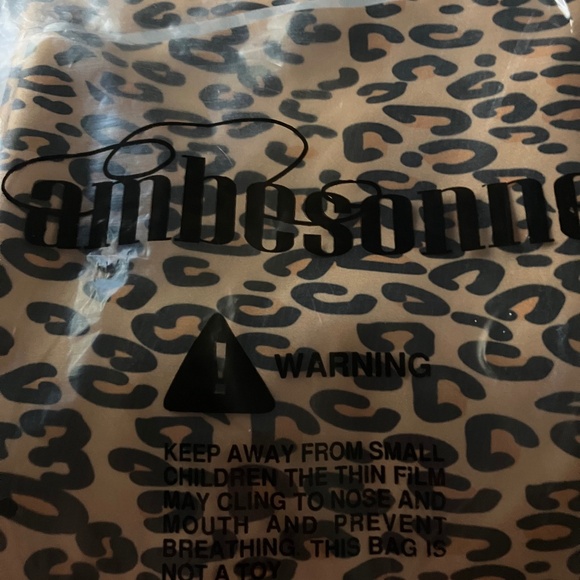 ambesonne
WARNING
KEEP AWAY FROM SMALL
CHILDREN THE THIN FILM
MAY CLING TO NOSE AND
MOUTH AND PREVENT
BREATHING. THIS BAG IS
NOT A TOY